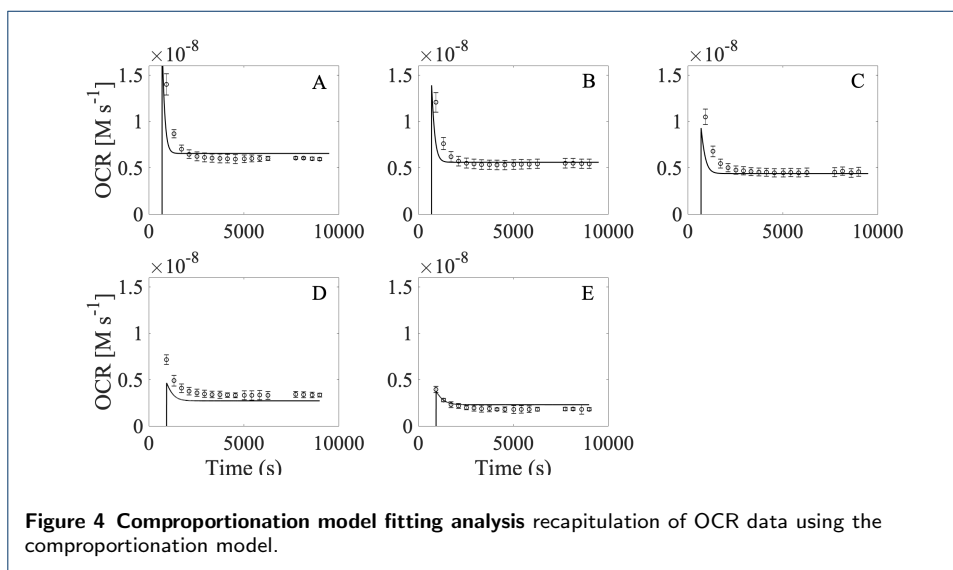 ×10⁻⁸ ×10⁻⁸ ×10⁻⁸
1.5 A 1.5 B 1.5 C
OCR [M s⁻¹]
1 1 1
0.5 0.5 0.5
0 0 0
0 5000 10000 0 5000 10000 0 5000 10000
×10⁻⁸ ×10⁻⁸
1.5 D 1.5 E
OCR [M s⁻¹]
1 1
0.5 0.5
0 0
0 5000 10000 0 5000 10000
Time (s) Time (s)
Figure 4 Comproportionation model fitting analysis recapitulation of OCR data using the
comproportionation model.